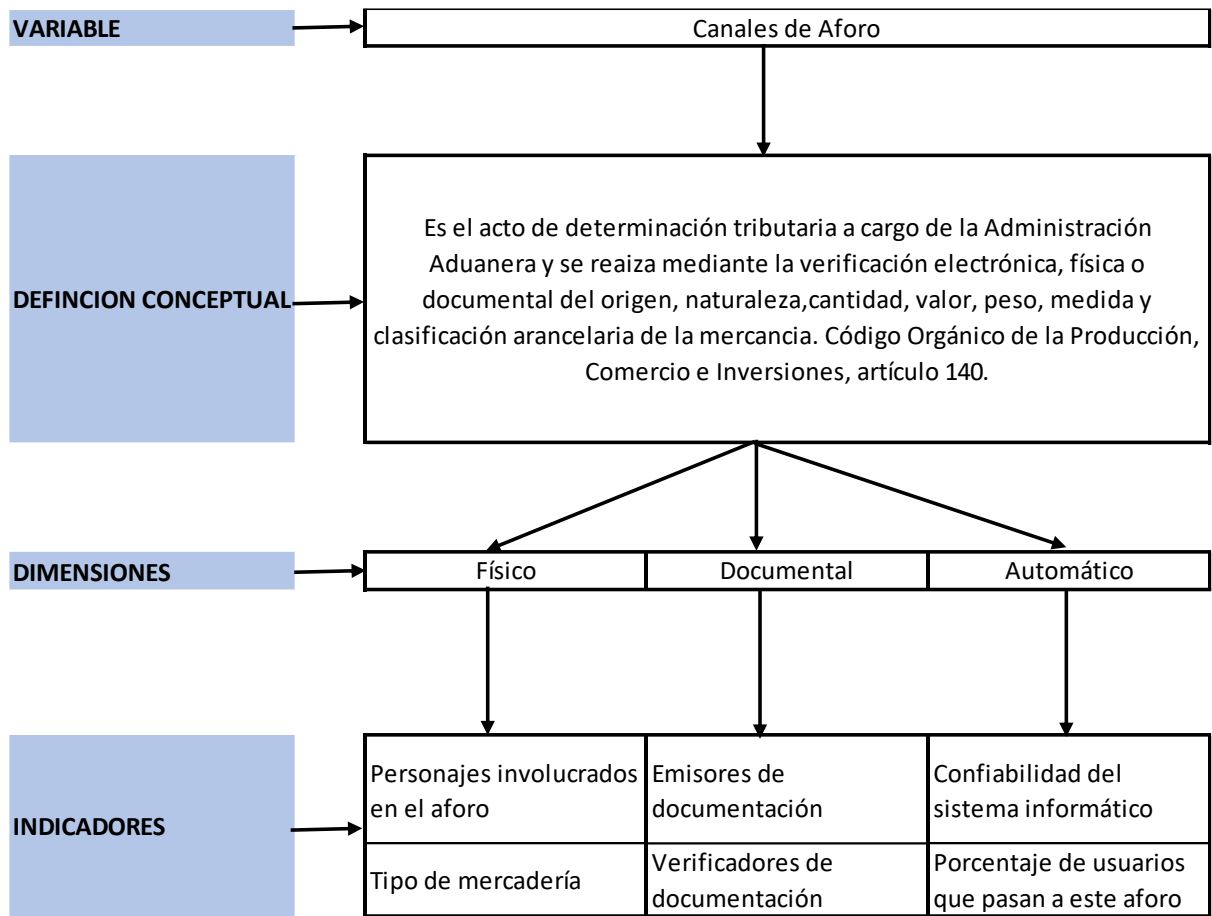 VARIABLE
Canales de Aforo
DEFINCION CONCEPTUAL
Es el acto de determinación tributaria a cargo de la Administración
Aduanera y se reaiza mediante la verificación electrónica, física o
documental del origen, naturaleza,cantidad, valor, peso, medida y
clasificación arancelaria de la mercancia. Código Orgánico de la Producción,
Comercio e Inversiones, artículo 140.
DIMENSIONES
Físico
Documental
Automático
INDICADORES
Personajes involucrados
en el aforo
Emisores de
documentación
Confiabilidad del
sistema informático
Tipo de mercadería
Verificadores de
documentación
Porcentaje de usuarios
que pasan a este aforo